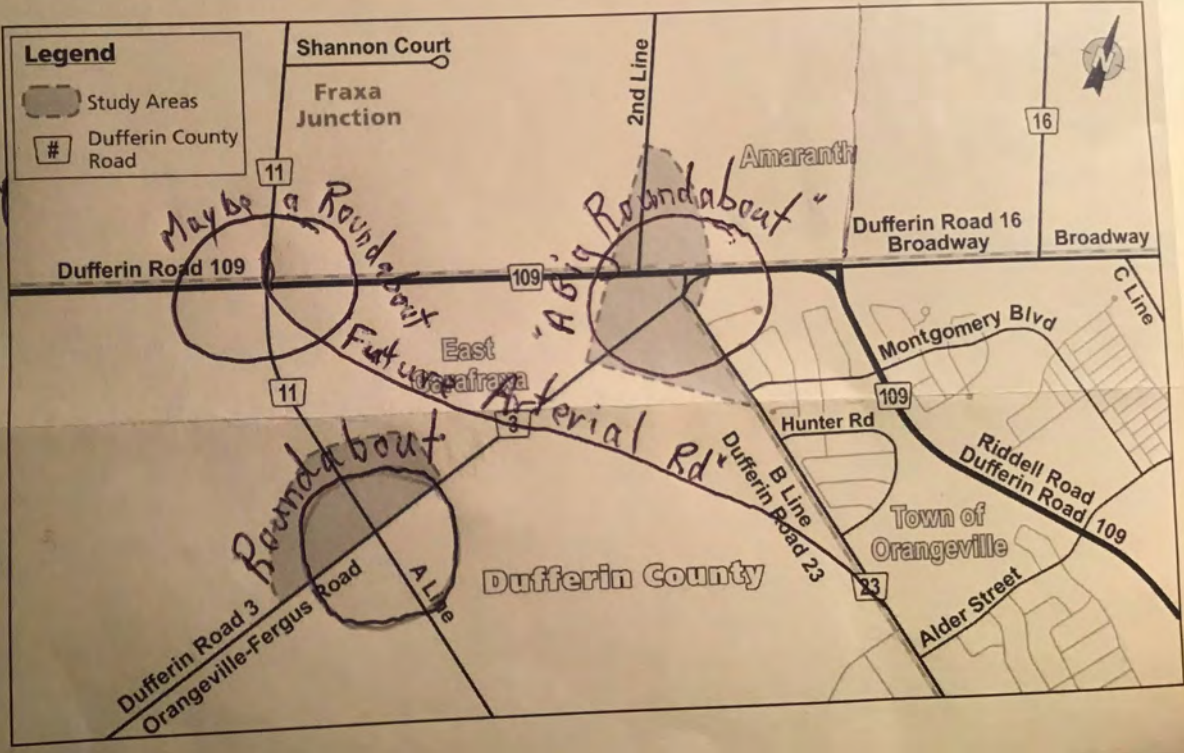 Legend
Study Areas
#
Dufferin County
Road
Shannon Court
Fraxa
Junction
2nd Line
N
16
11
Amaranth
Maybe a Roundabout
"A Big Roundabout"
Dufferin Road 16
Broadway
Broadway
Dufferin Road 109
109
C Line
Montgomery Blvd
East
Garafraxa
Future Arterial Rd"
11
3
109
Hunter Rd
Roundabout
Riddell Road
Dufferin Road 109
B Line
Dufferin Road 23
Town of
Orangeville
A Line
Dufferin County
23
Alder Street
Dufferin Road 3
Orangeville-Fergus Road